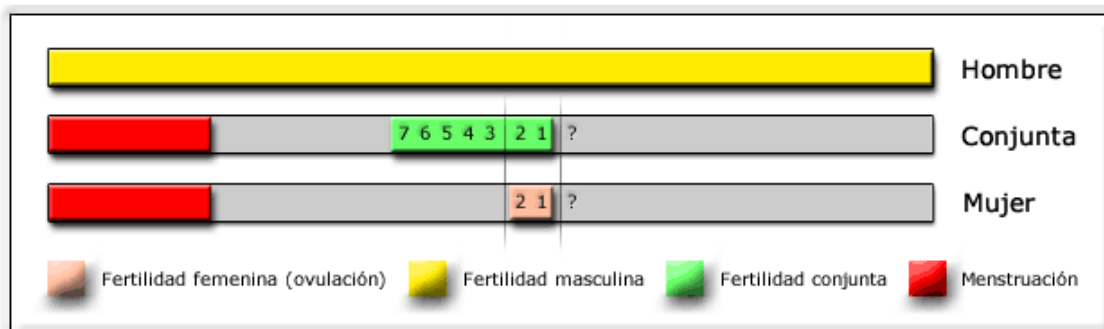 Hombre
7 6 5 4 3 2 1 ? Conjunta
2 1 ? Mujer
Fertilidad femenina (ovulación) Fertilidad masculina Fertilidad conjunta Menstruación